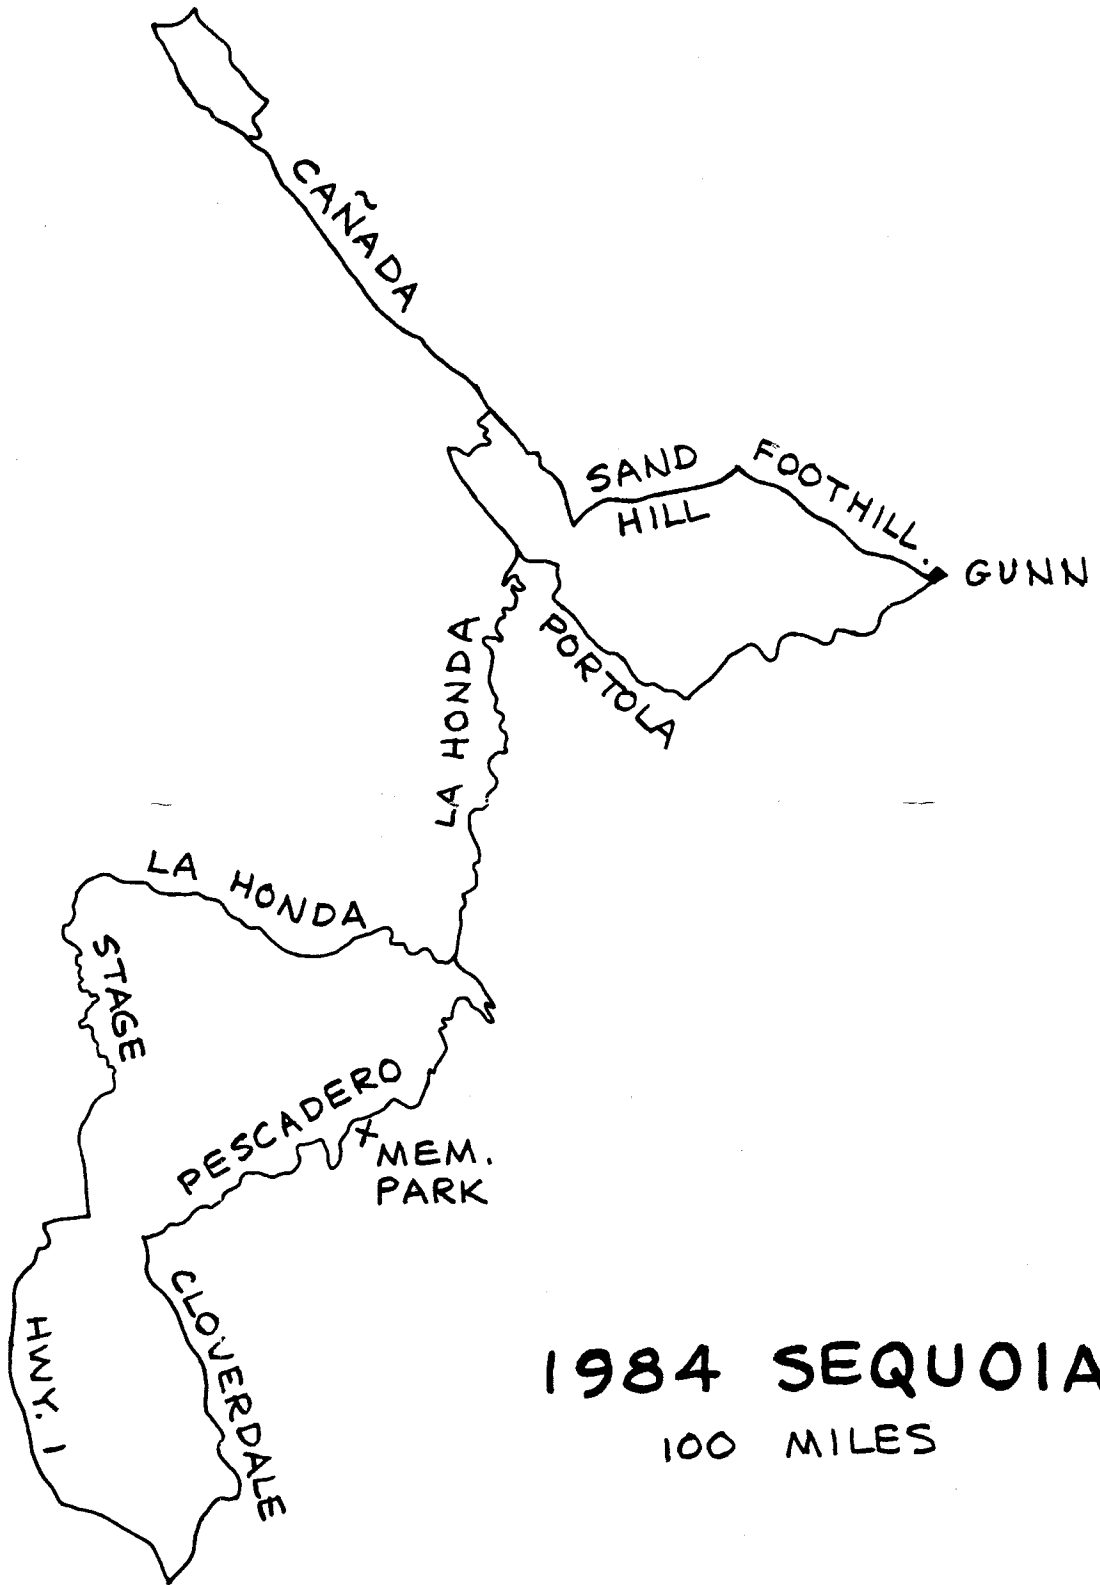 CAÑADA
SAND
HILL
FOOTHILL
GUNN
PORTOLA
LA HONDA
LA HONDA
STAGE
PESCADERO
X
MEM.
PARK
CLOVERDALE
HWY. 1
1984 SEQUOIA
100 MILES